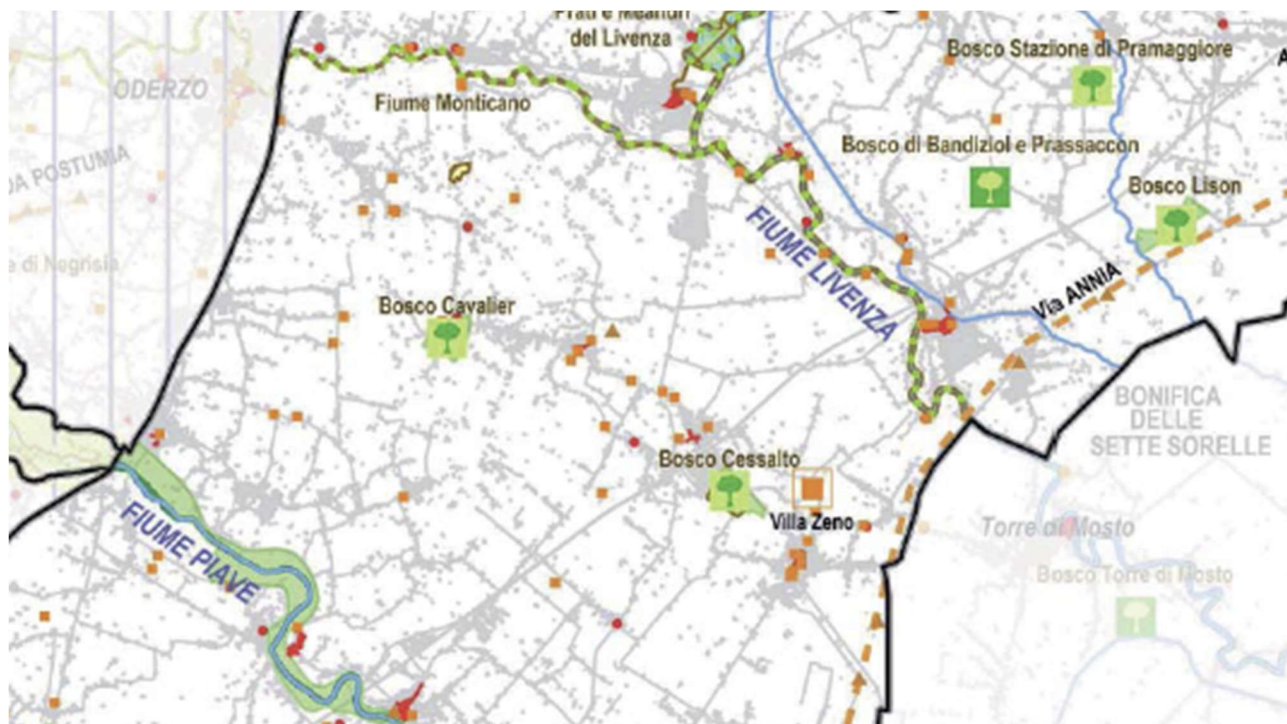 Prati e Meandri
del Livenza
Bosco Stazione di Pramaggiore
ODERZO
Fiume Monticano
Bosco di Bandiziol e Prassaccon
DA POSTUMIA
Bosco Lison
e di Negrisia
FIUME LIVENZA
Via ANNIA
Bosco Cavalier
BONIFICA
DELLE
SETTE SORELLE
Bosco Cessalto
Villa Zeno
FIUME PIAVE
Torre di Mosto
Bosco Torre di Mosto